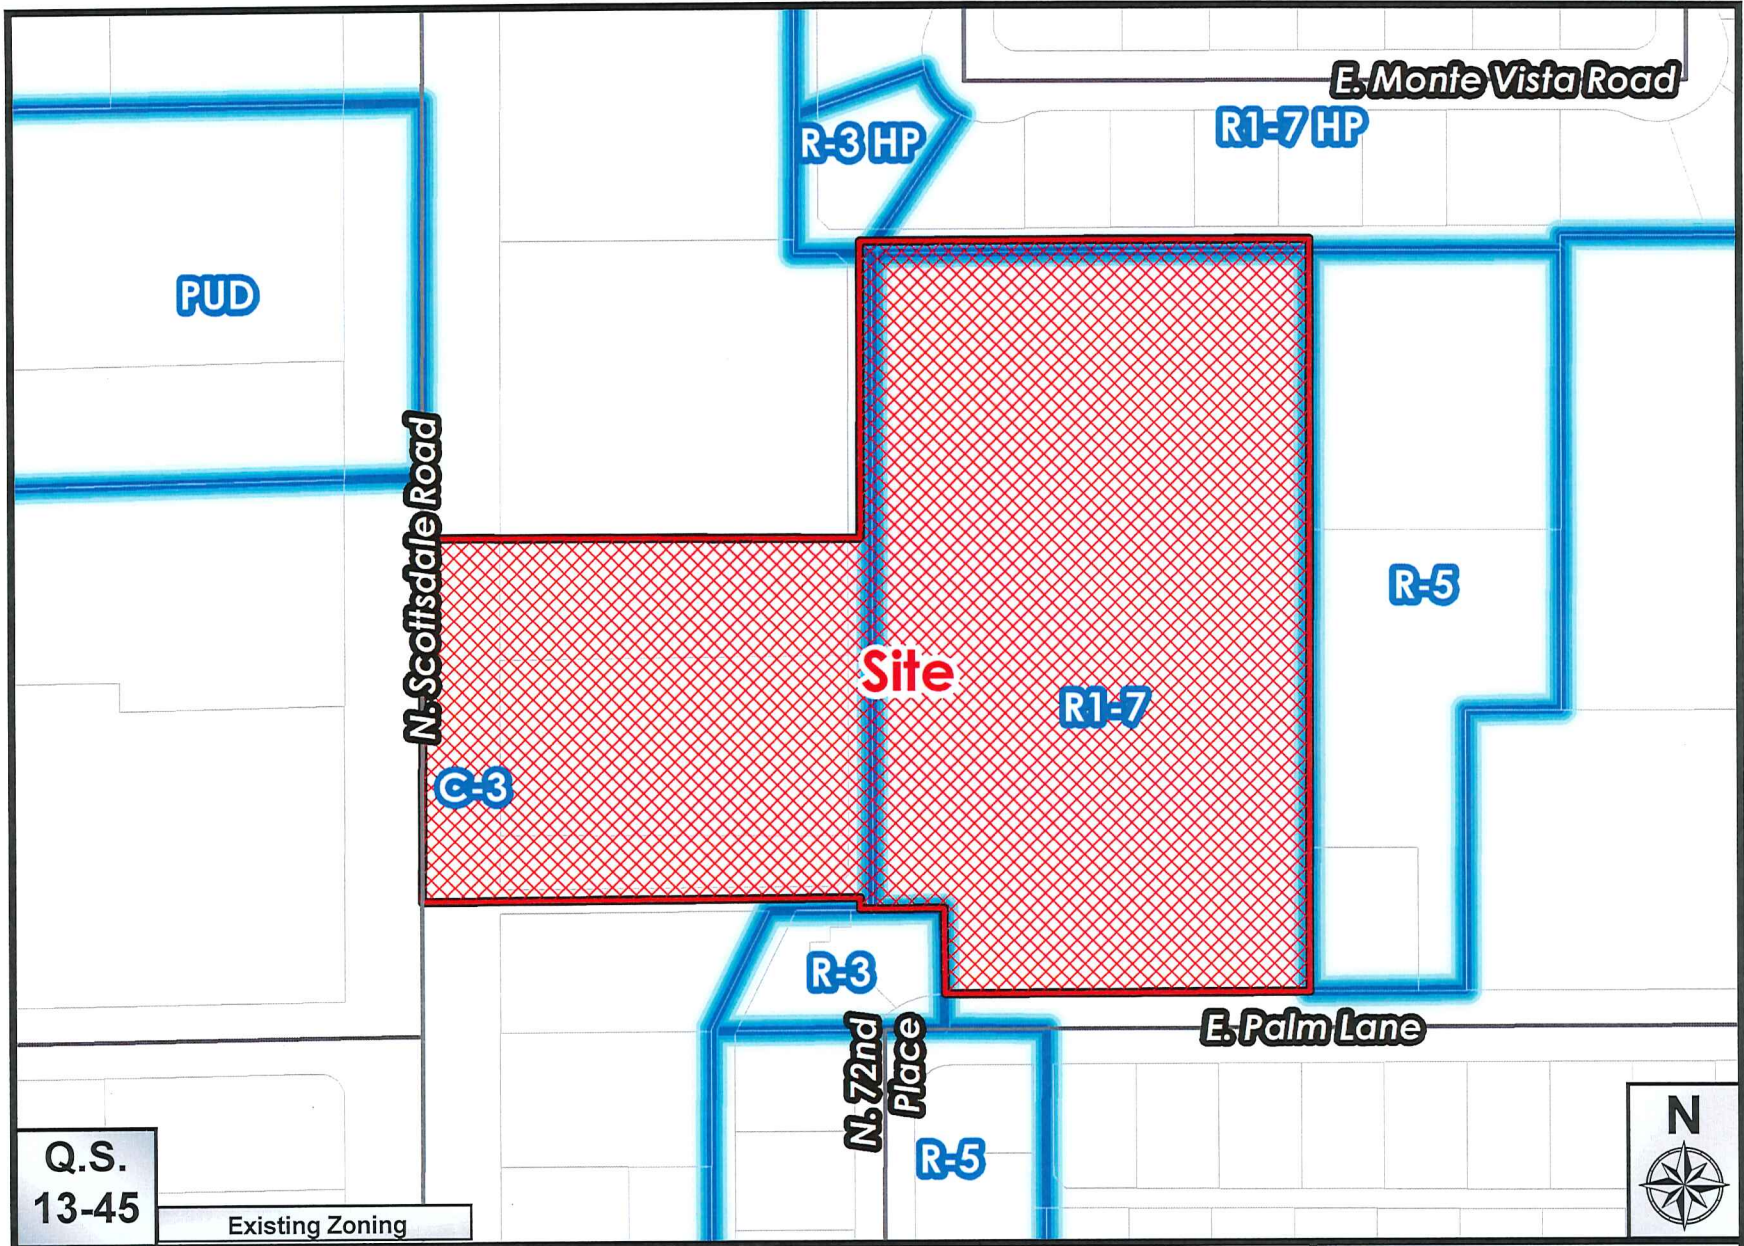 E. Monte Vista Road
R1-7 HP
R-3 HP
PUD
N. Scottsdale Road
R-5
Site
R1-7
C-3
R-3
N. 72nd
Place
E. Palm Lane
R-5
Q.S.
13-45
Existing Zoning
N